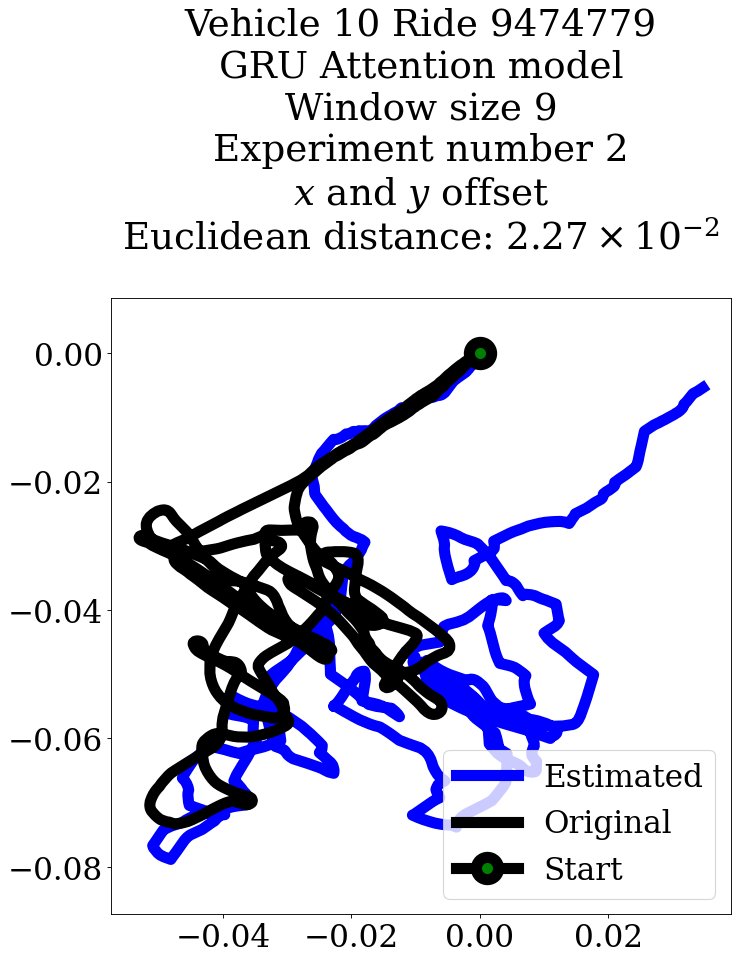 Vehicle 10 Ride 9474779
GRU Attention model
Window size 9
Experiment number 2
x and y offset
Euclidean distance: 2.27 × 10⁻²
0.00
−0.02
−0.04
−0.06
−0.08
Estimated
Original
Start
−0.04 −0.02 0.00 0.02